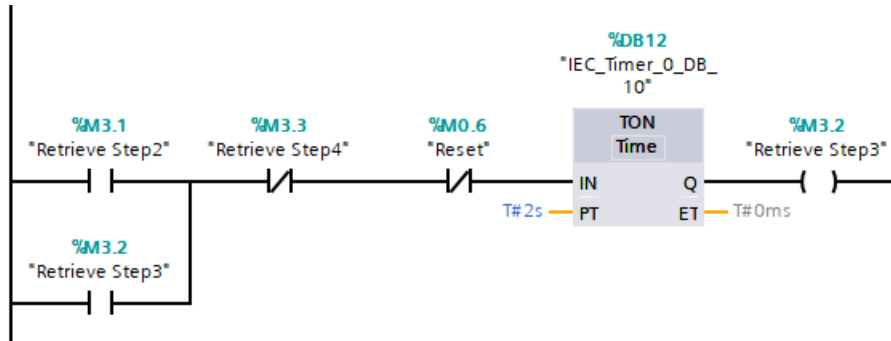 %DB12
"IEC_Timer_0_DB_
10"
%M3.1
"Retrieve Step2"
%M3.3
"Retrieve Step4"
%M0.6
"Reset"
TON
Time
%M3.2
"Retrieve Step3"
IN
Q
T#2s
PT
ET
T#0ms
%M3.2
"Retrieve Step3"